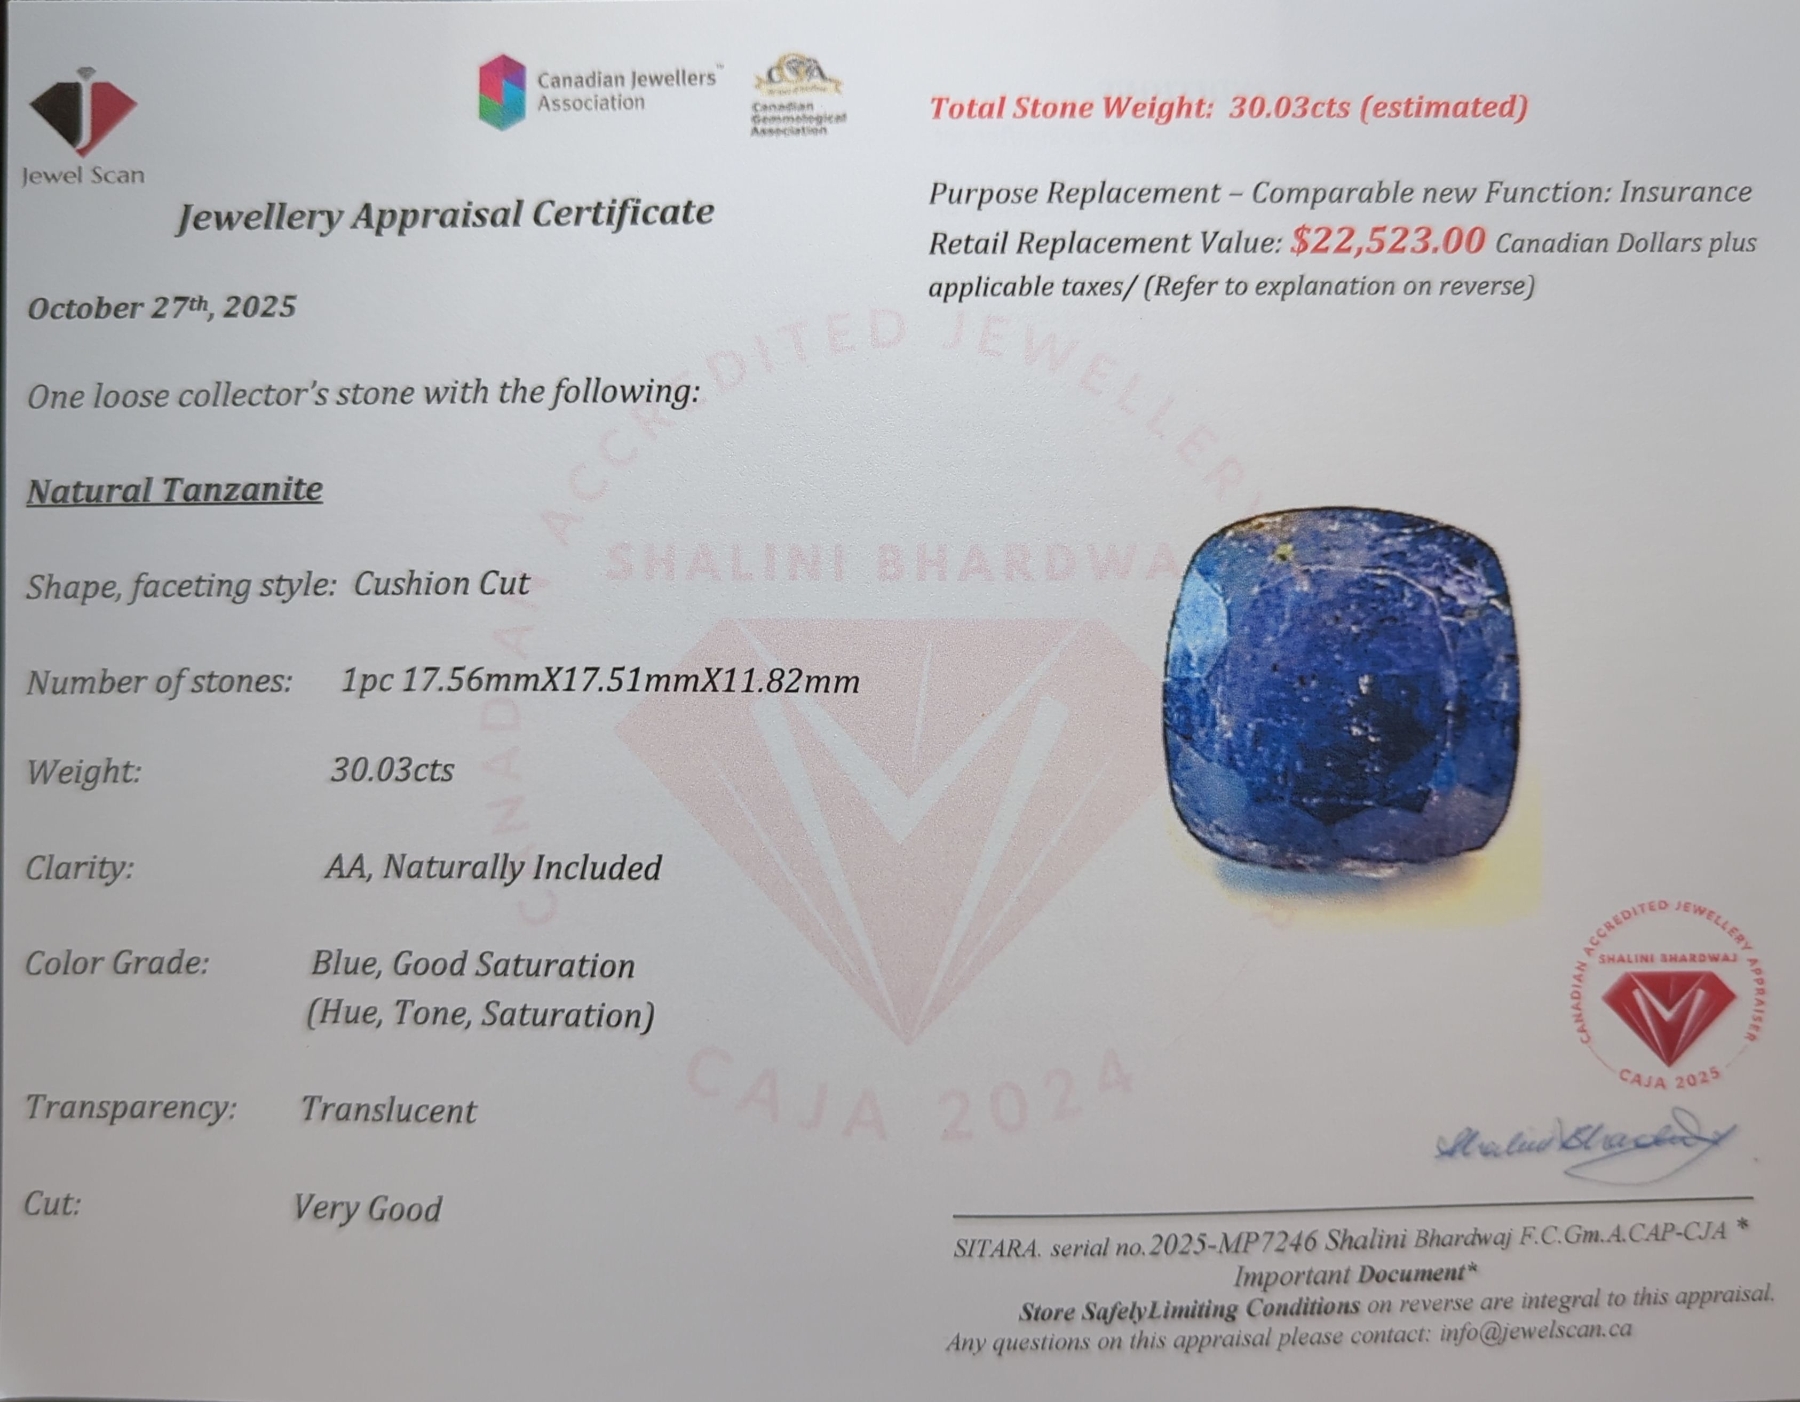 Jewel Scan
Canadian Jewellers™
Association
CGA
Canadian
Gemmological
Association
Jewellery Appraisal Certificate
October 27th, 2025
One loose collector's stone with the following:
Natural Tanzanite
Shape, faceting style: Cushion Cut
Number of stones: 1pc 17.56mmX17.51mmX11.82mm
Weight: 30.03cts
Clarity: AA, Naturally Included
Color Grade: Blue, Good Saturation
(Hue, Tone, Saturation)
Transparency: Translucent
Cut: Very Good
Total Stone Weight: 30.03cts (estimated)
Purpose Replacement – Comparable new Function: Insurance
Retail Replacement Value: $22,523.00 Canadian Dollars plus
applicable taxes/ (Refer to explanation on reverse)
CANADIAN ACCREDITED JEWELLERY
SHALINI BHARDWA
CAJA 2024
CANADIAN ACCREDITED JEWELLERY APPRAISER
SHALINI BHARDWAJ
CAJA 2025
Shalini Bhardwaj
SITARA. serial no.2025-MP7246 Shalini Bhardwaj F.C.Gm.A.CAP-CJA *
Important Document*
Store SafelyLimiting Conditions on reverse are integral to this appraisal.
Any questions on this appraisal please contact: info@jewelscan.ca